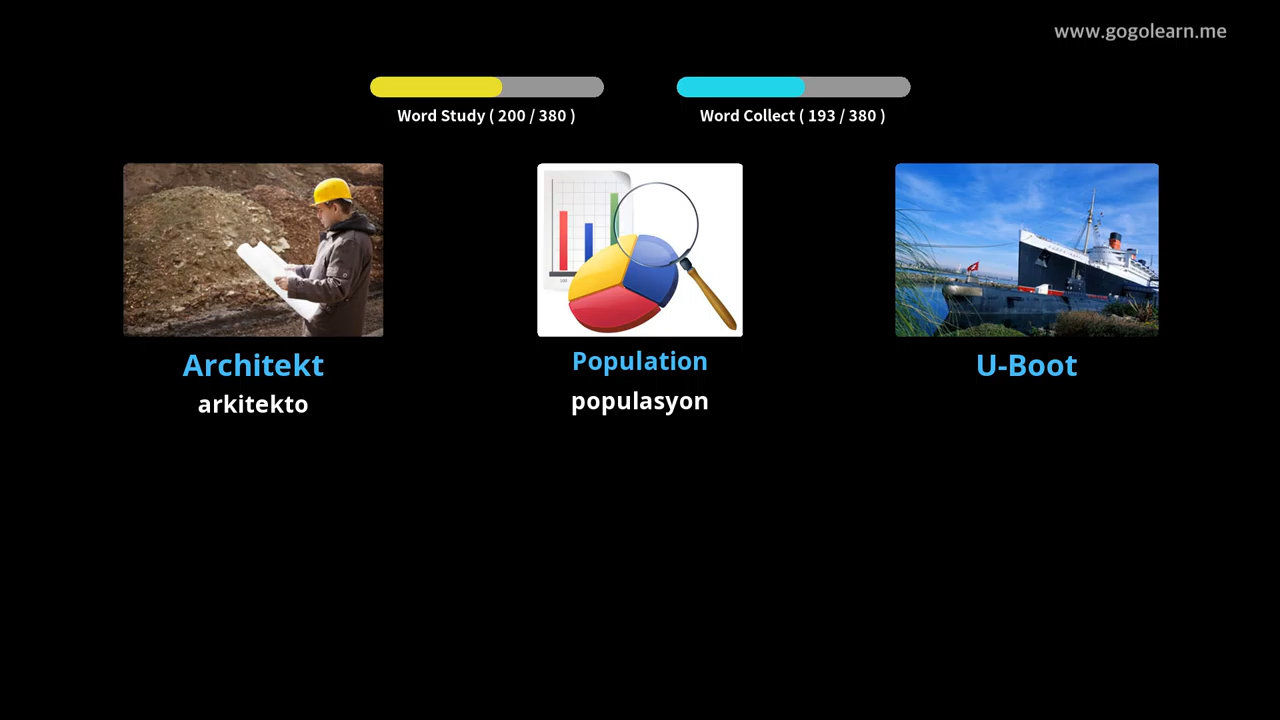 www.gogolearn.me
Word Study ( 200 / 380 )
Word Collect ( 193 / 380 )
Architekt
arkitekto
Population
populasyon
U-Boot